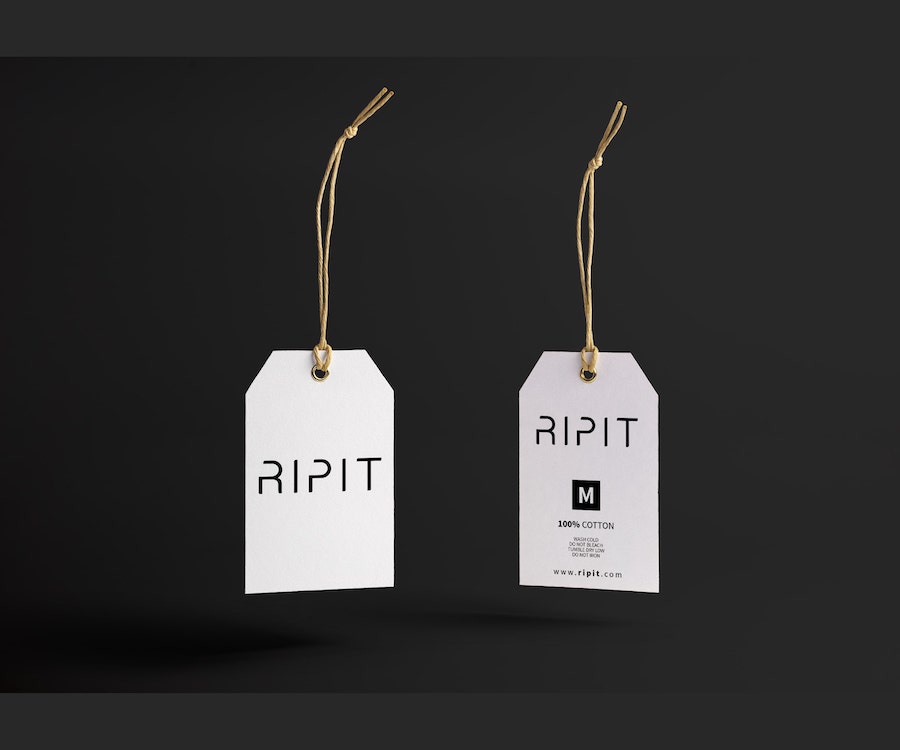 RIPIT
RIPIT
M
100% COTTON
WASH COLD
DO NOT BLEACH
TUMBLE DRY LOW
DO NOT IRON
www.ripit.com